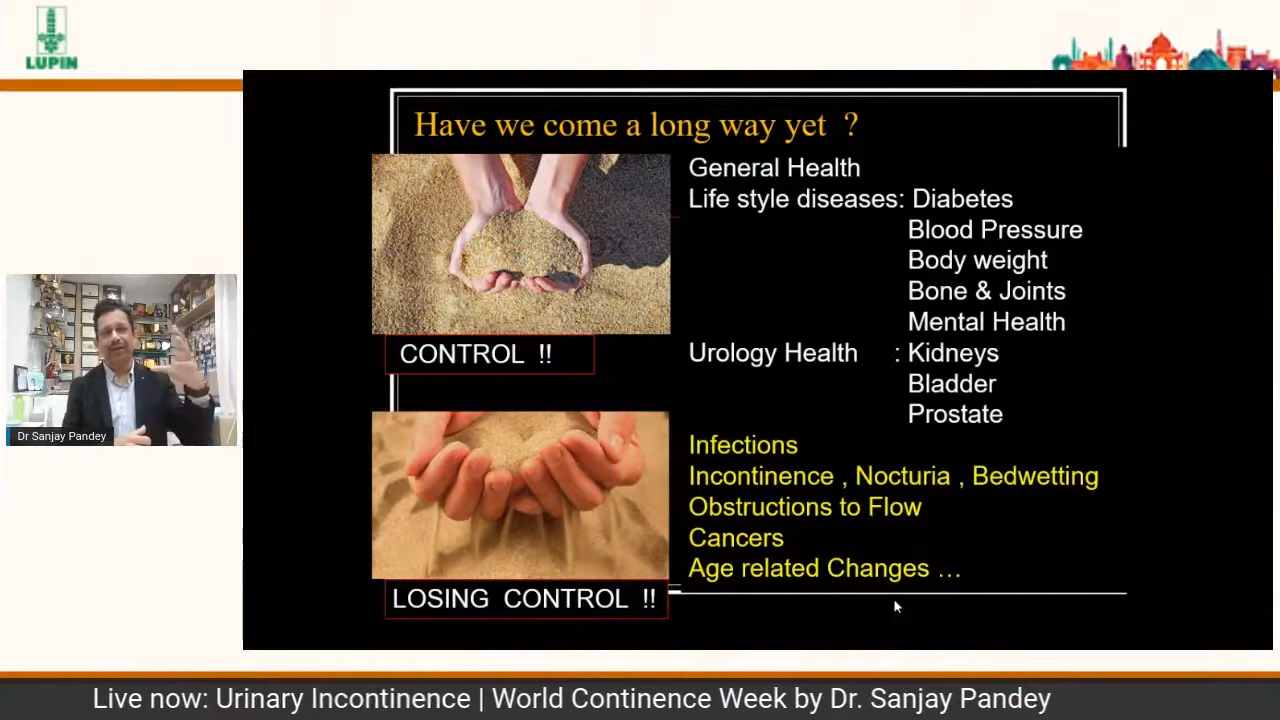 LUPIN
Have we come a long way yet ?
General Health
Life style diseases: Diabetes
Blood Pressure
Body weight
Bone & Joints
Mental Health
CONTROL !!
Urology Health : Kidneys
Bladder
Prostate
Infections
Incontinence , Nocturia , Bedwetting
Obstructions to Flow
Cancers
Age related Changes ...
LOSING CONTROL !!
Dr Sanjay Pandey
Live now: Urinary Incontinence | World Continence Week by Dr. Sanjay Pandey